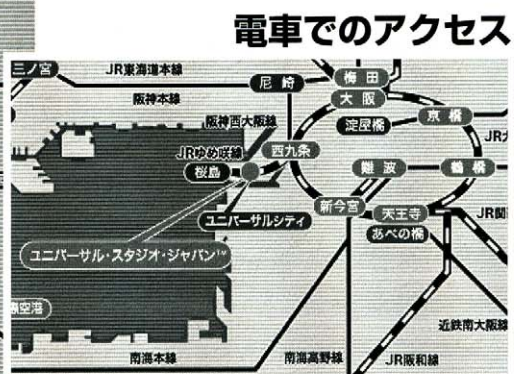 電車でのアクセス
三ノ宮
JR東海道本線
尼崎
梅田
大阪
阪神本線
淀屋橋
京橋
阪神西大阪線
JRゆめ咲線
西九条
桜島
難波
鶴橋
新今宮
天王寺
あべの橋
ユニバーサルシティ
ユニバーサル・スタジオ・ジャパン™
空港
近鉄南大阪線
南海本線
南海高野線
JR阪和線